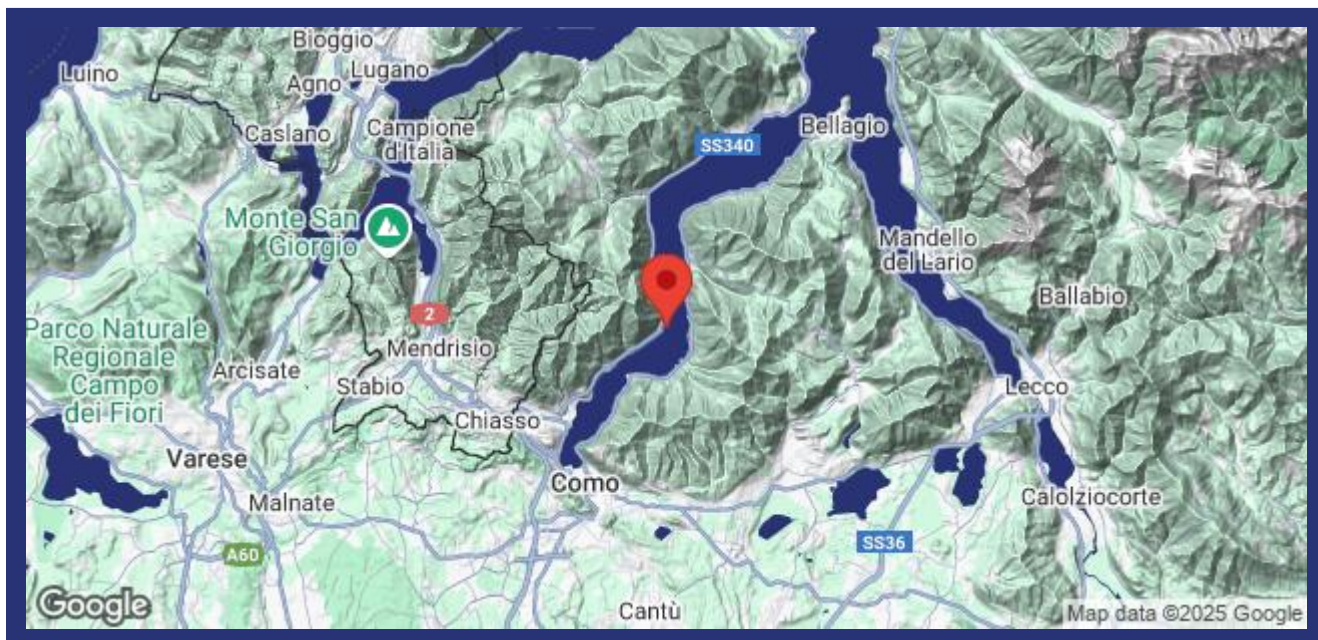 Bioggio
Luino
Lugano
Agno
Caslano
Campione
d'Italia
SS340
Bellagio
Monte San
Giorgio
Mandello
del Lario
Ballabio
2
Parco Naturale
Regionale
Campo
dei Fiori
Mendrisio
Arcisate
Stabio
Lecco
Chiasso
Varese
Como
Malnate
Calolziocorte
SS36
A60
Cantù
Google
Map data ©2025 Google